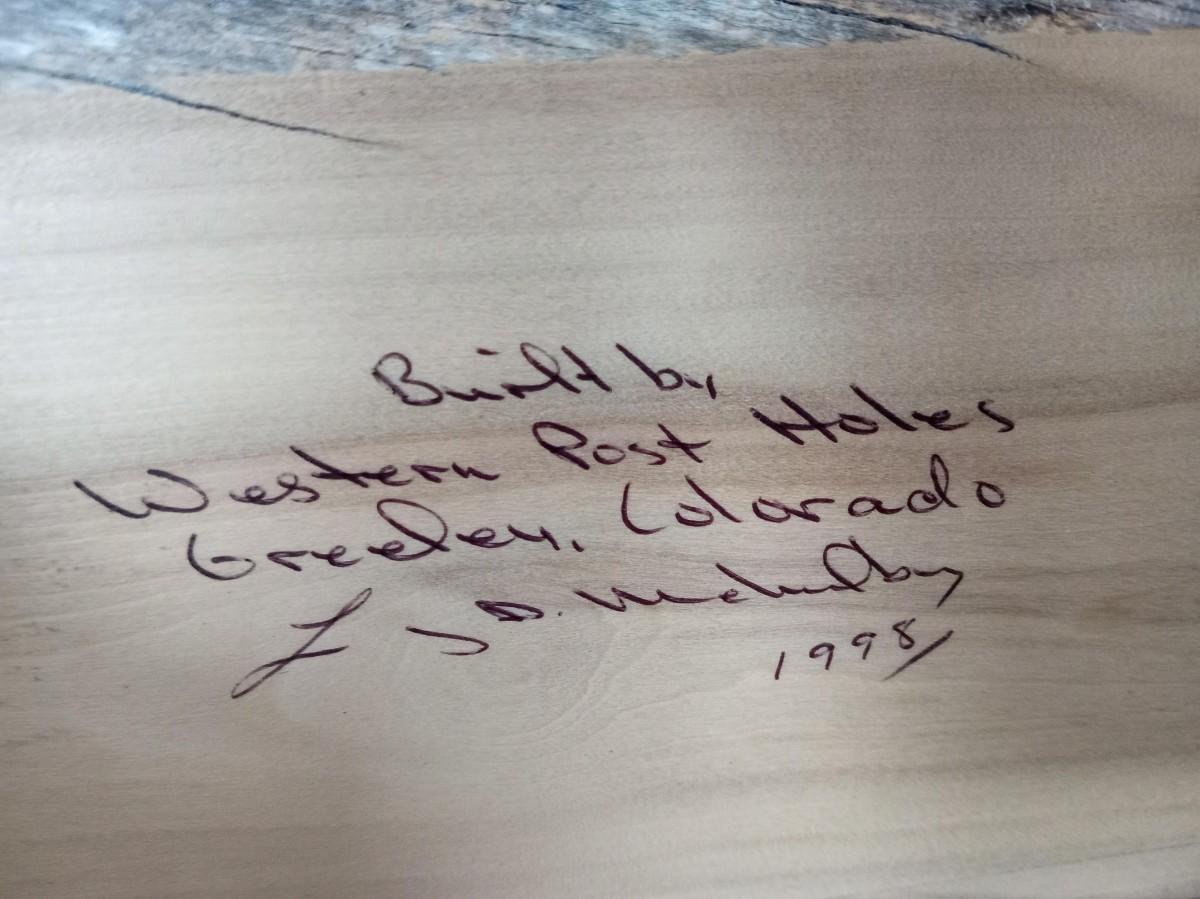 Built by
Western Post Holes
Greeley, Colorado
1998